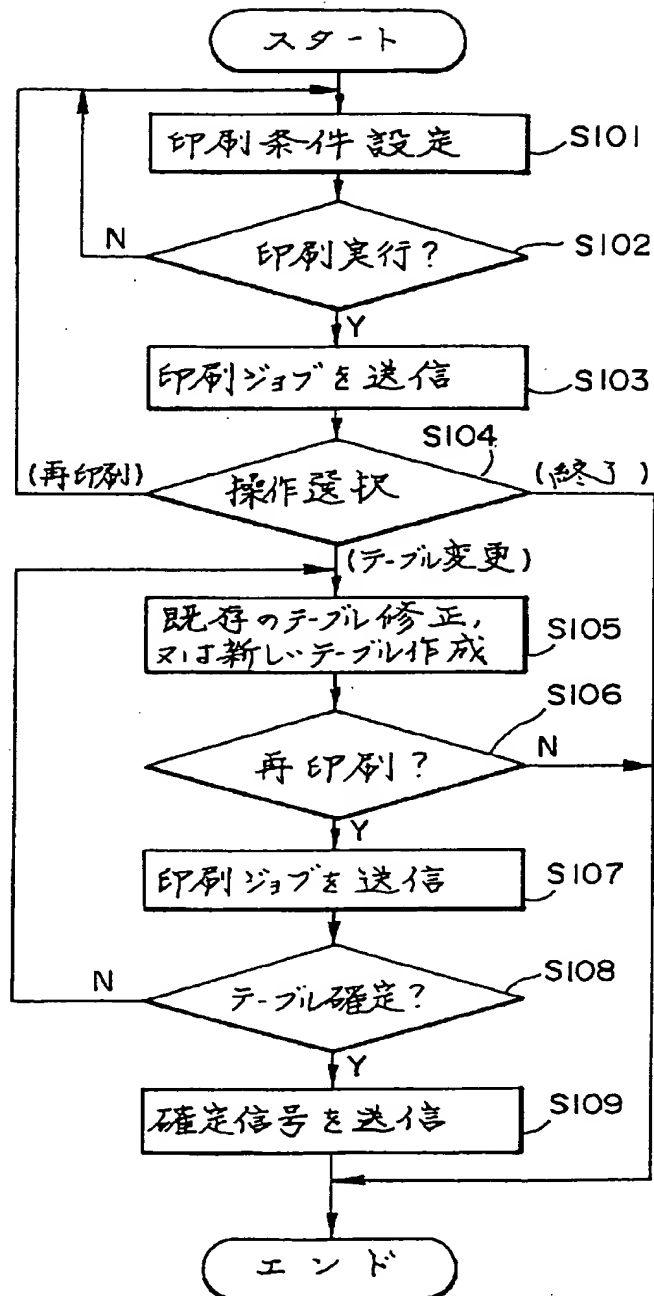 スタート
印刷条件設定
S101
印刷実行?
S102
N
Y
印刷ジョブを送信
S103
S104
(再印刷)
操作選択
(終了)
(テーブル変更)
既存のテーブル修正,
又は新しいテーブル作成
S105
S106
再印刷?
N
Y
印刷ジョブを送信
S107
N
テーブル確定?
S108
Y
確定信号を送信
S109
エンド